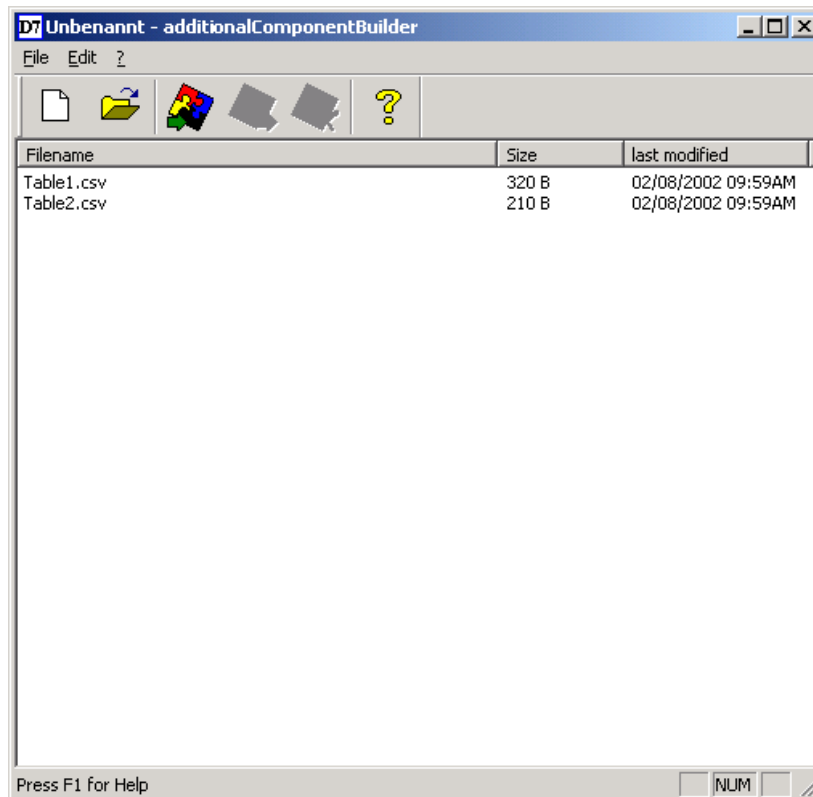 D7 Unbenannt - additionalComponentBuilder
File Edit ?
Filename Size last modified
Table1.csv 320 B 02/08/2002 09:59AM
Table2.csv 210 B 02/08/2002 09:59AM
Press F1 for Help NUM